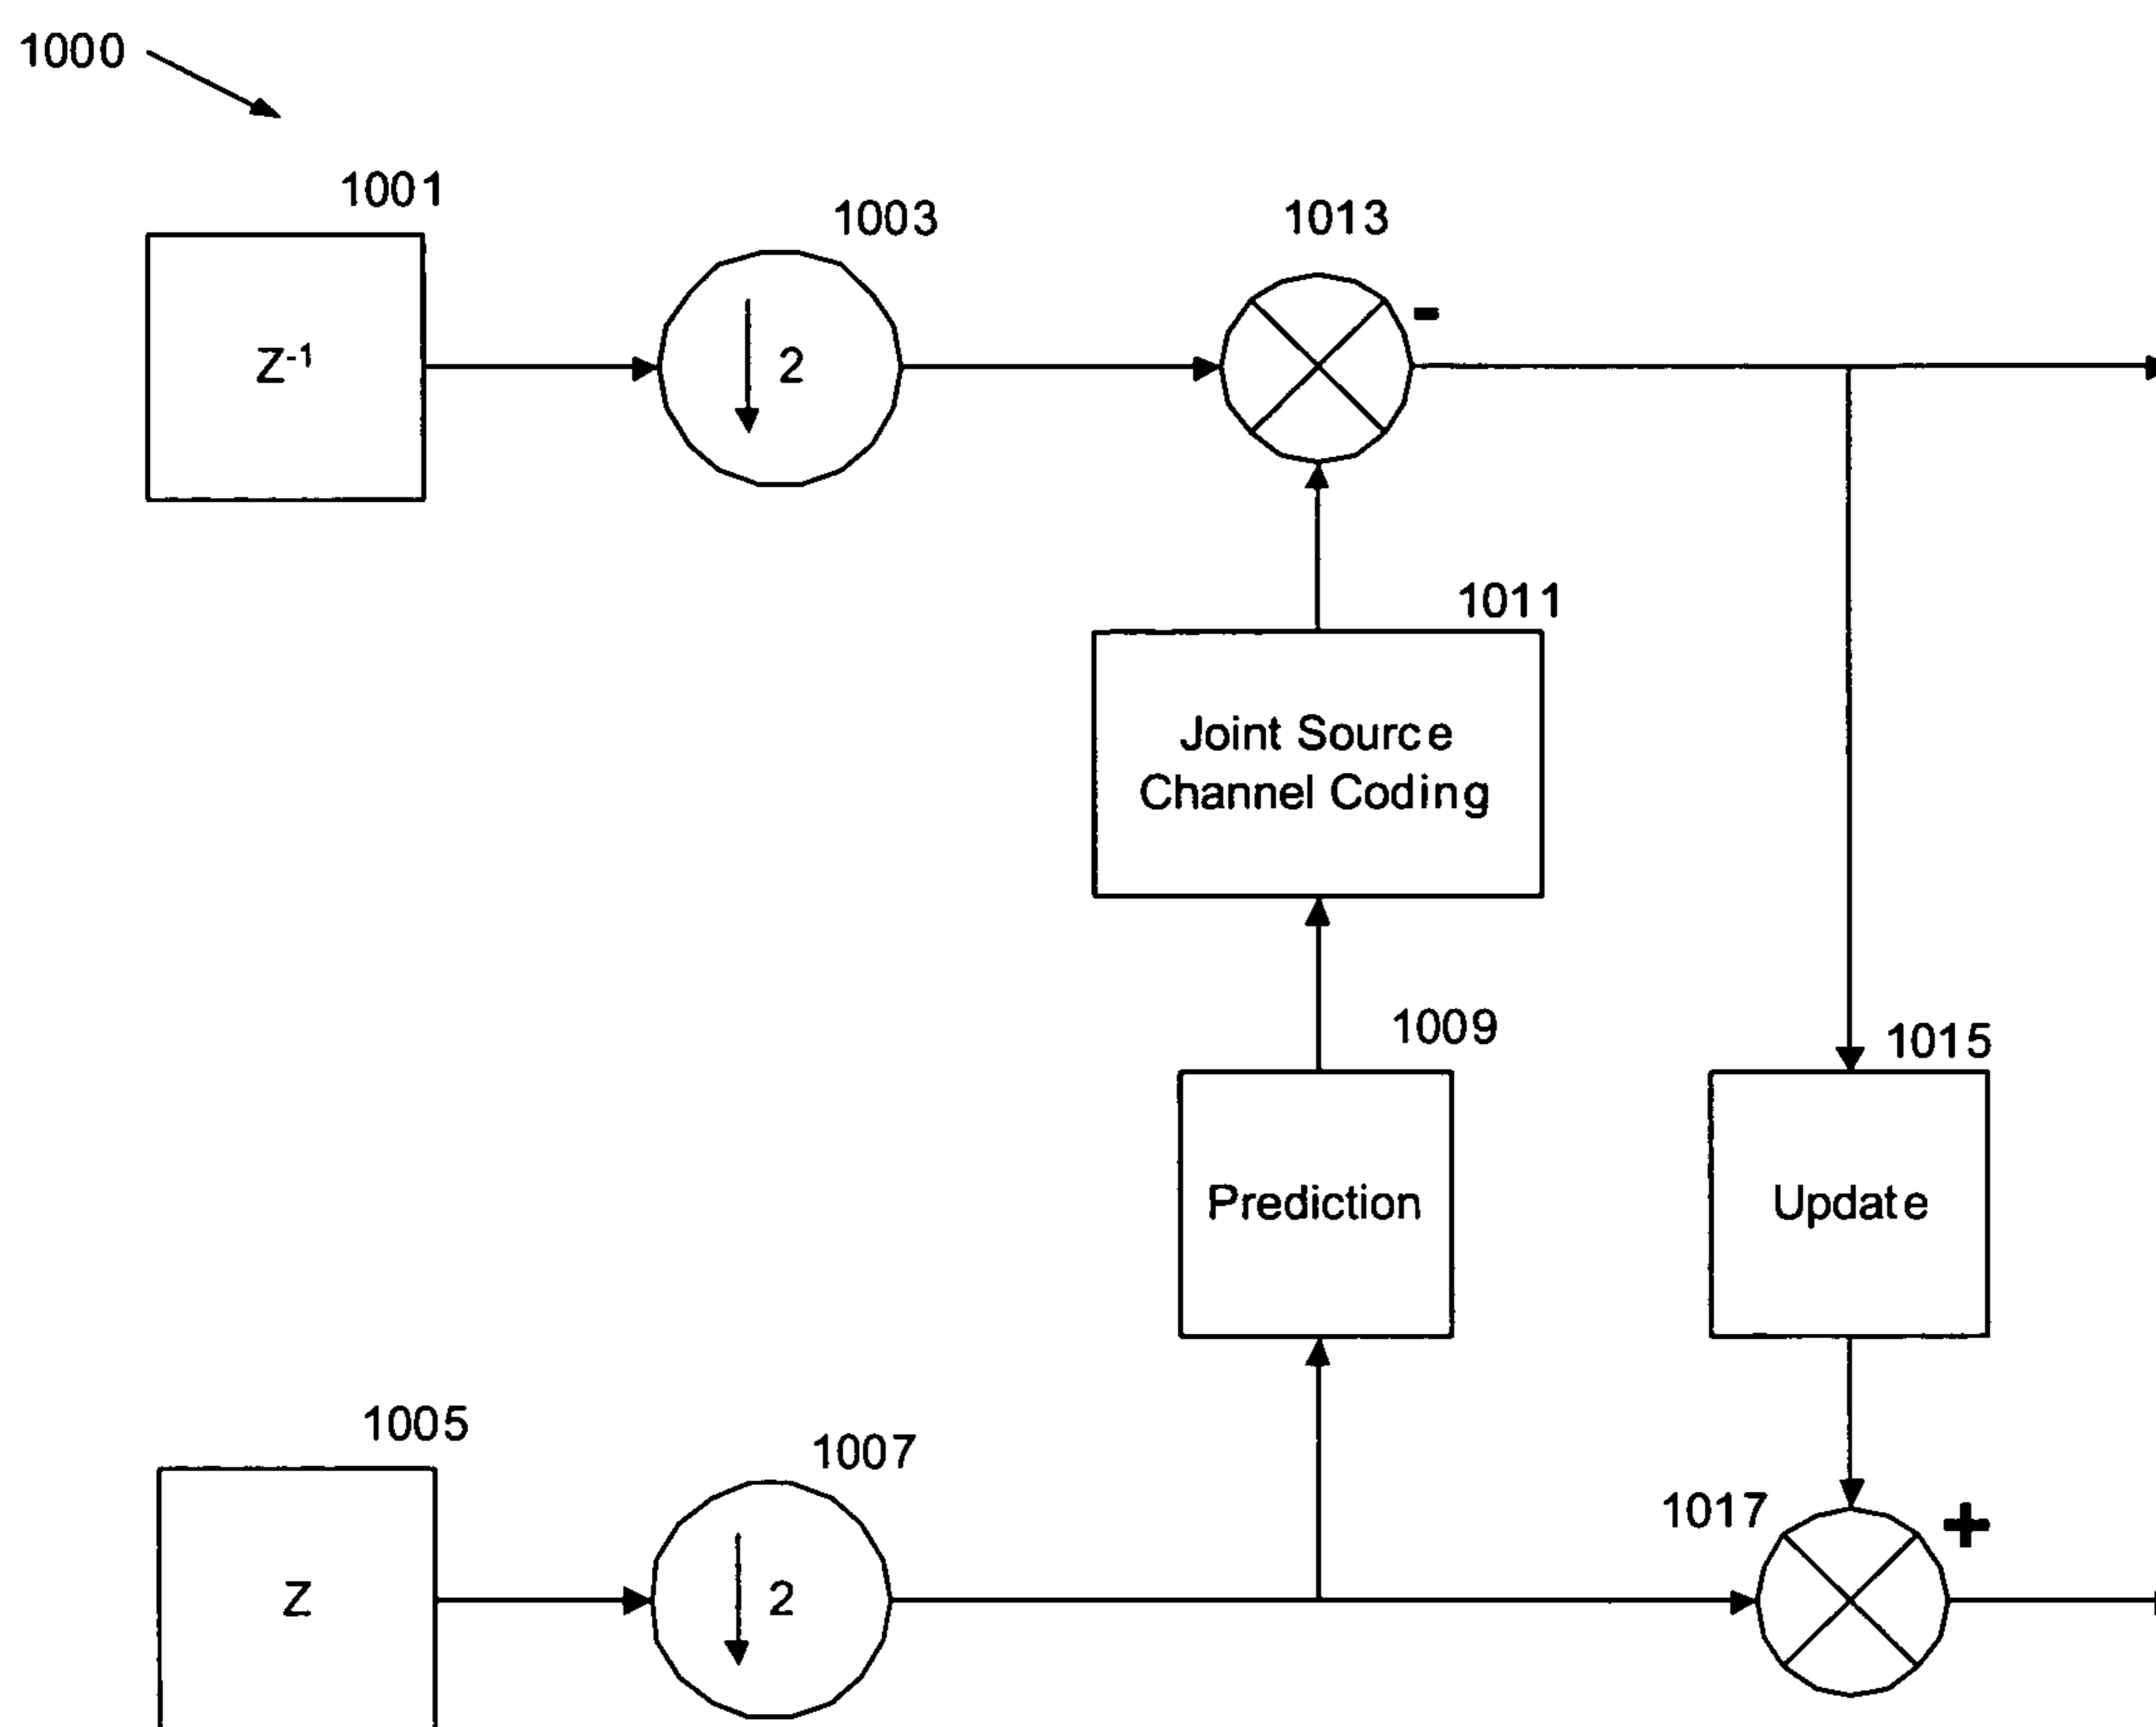 1000
1001
1003
1013
Z-1
2
-
1011
Joint Source
Channel Coding
1009
1015
Prediction
Update
1005
1007
1017
+
Z
2